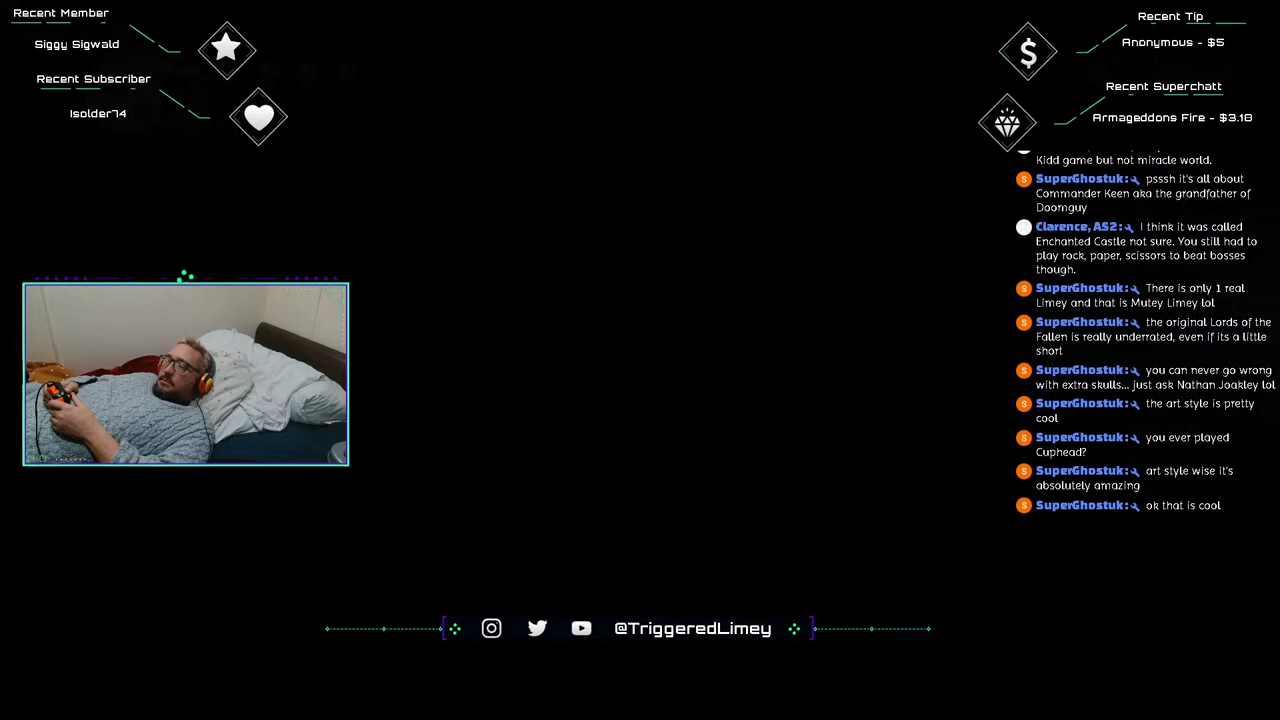 Recent Member
Siggy Sigwald
Recent Subscriber
Isolder74
Recent Tip
Anonymous - $5
Recent Superchatt
Armageddons Fire - $3.18
Kidd game but not miracle world.
SuperGhostuk: psssh it's all about
Commander Keen aka the grandfather of
Doomguy
Clarence, AS2: I think it was called
Enchanted Castle not sure. You still had to
play rock, paper, scissors to beat bosses
though.
SuperGhostuk: There is only 1 real
Limey and that is Mutey Limey lol
SuperGhostuk: the original Lords of the
Fallen is really underrated, even if its a little
short
SuperGhostuk: you can never go wrong
with extra skulls... just ask Nathan Joakley lol
SuperGhostuk: the art style is pretty
cool
SuperGhostuk: you ever played
Cuphead?
SuperGhostuk: art style wise it's
absolutely amazing
SuperGhostuk: ok that is cool
@TriggeredLimey